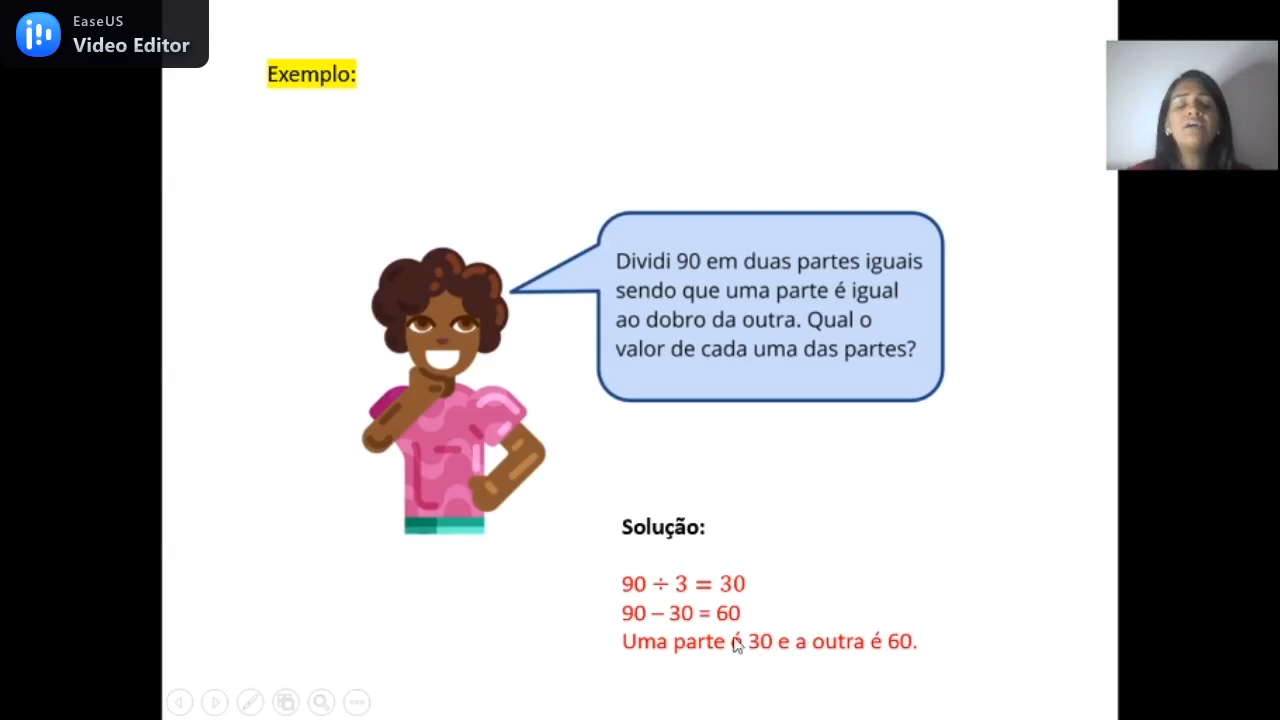 EaseUS
Video Editor
Exemplo:
Dividi 90 em duas partes iguais
sendo que uma parte é igual
ao dobro da outra. Qual o
valor de cada uma das partes?
Solução:
90 ÷ 3 = 30
90 – 30 = 60
Uma parte é 30 e a outra é 60.